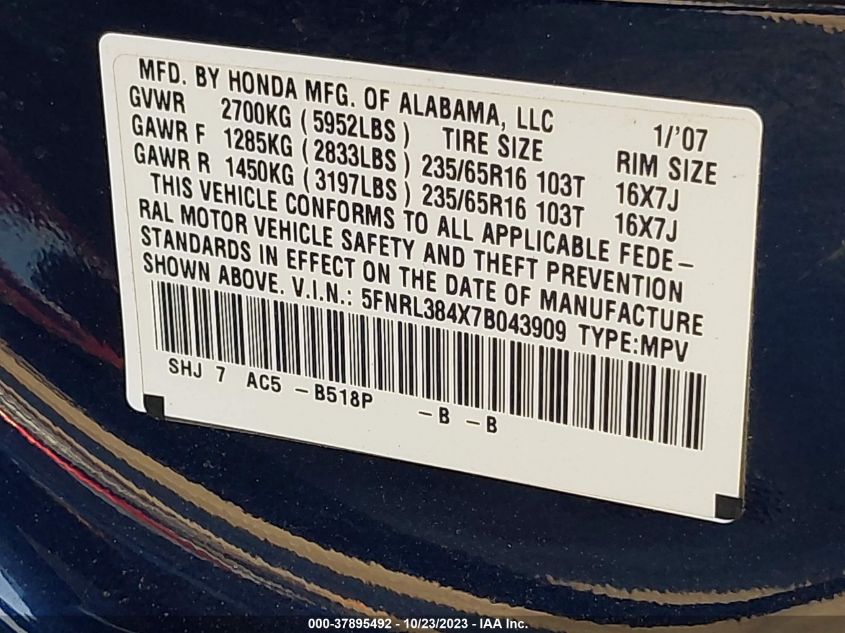 MFD. BY HONDA MFG. OF ALABAMA, LLC 1/'07
GVWR 2700KG (5952LBS) TIRE SIZE RIM SIZE
GAWR F 1285KG (2833LBS) 235/65R16 103T 16X7J
GAWR R 1450KG (3197LBS) 235/65R16 103T 16X7J
THIS VEHICLE CONFORMS TO ALL APPLICABLE FEDE-
RAL MOTOR VEHICLE SAFETY AND THEFT PREVENTION
STANDARDS IN EFFECT ON THE DATE OF MANUFACTURE
SHOWN ABOVE. V.I.N.: 5FNRL384X7B043909 TYPE:MPV
SHJ 7 AC5 -B518P -B -B
000-37895492 - 10/23/2023 - IAA Inc.